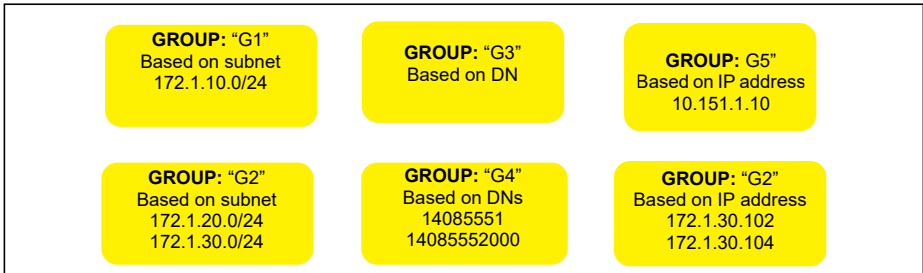 GROUP: “G1”
Based on subnet
172.1.10.0/24
GROUP: “G3”
Based on DN
GROUP: G5”
Based on IP address
10.151.1.10
GROUP: “G2”
Based on subnet
172.1.20.0/24
172.1.30.0/24
GROUP: “G4”
Based on DNs
14085551
14085552000
GROUP: “G2”
Based on IP address
172.1.30.102
172.1.30.104